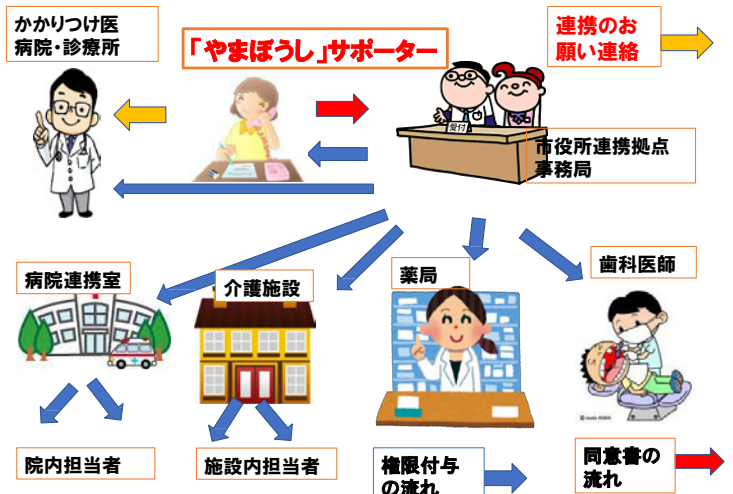 かかりつけ医
病院・診療所
「やまぼうし」サポーター
連携のお
願い連絡
受付
市役所連携拠点
事務局
病院連携室
介護施設
薬局
歯科医師
院内担当者
施設内担当者
権限付与
の流れ
同意書の
流れ